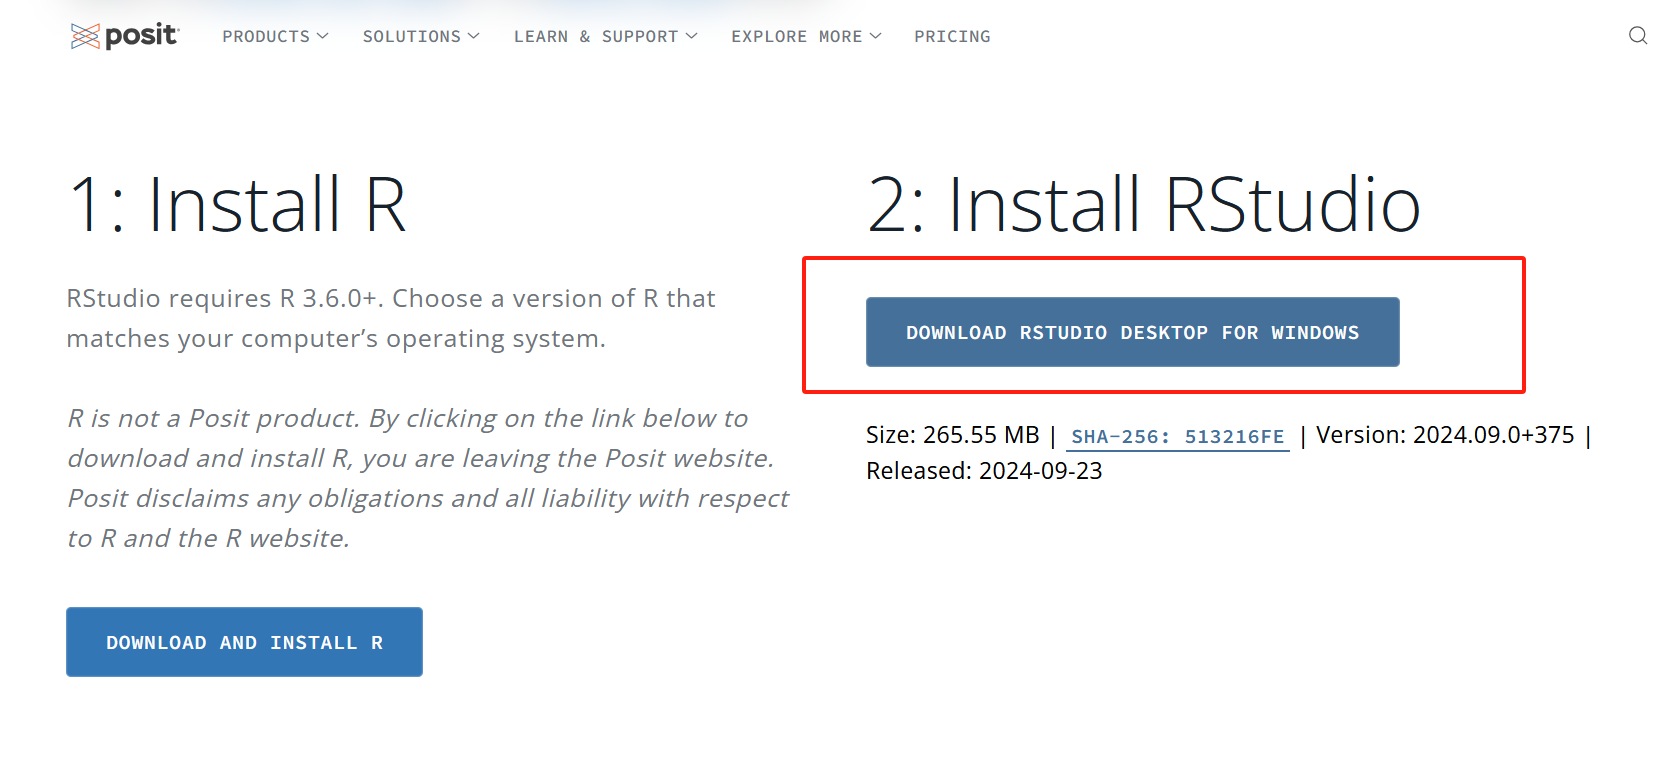 posit
PRODUCTS SOLUTIONS LEARN & SUPPORT EXPLORE MORE PRICING
1: Install R
RStudio requires R 3.6.0+. Choose a version of R that
matches your computer’s operating system.
R is not a Posit product. By clicking on the link below to
download and install R, you are leaving the Posit website.
Posit disclaims any obligations and all liability with respect
to R and the R website.
DOWNLOAD AND INSTALL R
2: Install RStudio
DOWNLOAD RSTUDIO DESKTOP FOR WINDOWS
Size: 265.55 MB | SHA-256: 513216FE | Version: 2024.09.0+375 |
Released: 2024-09-23